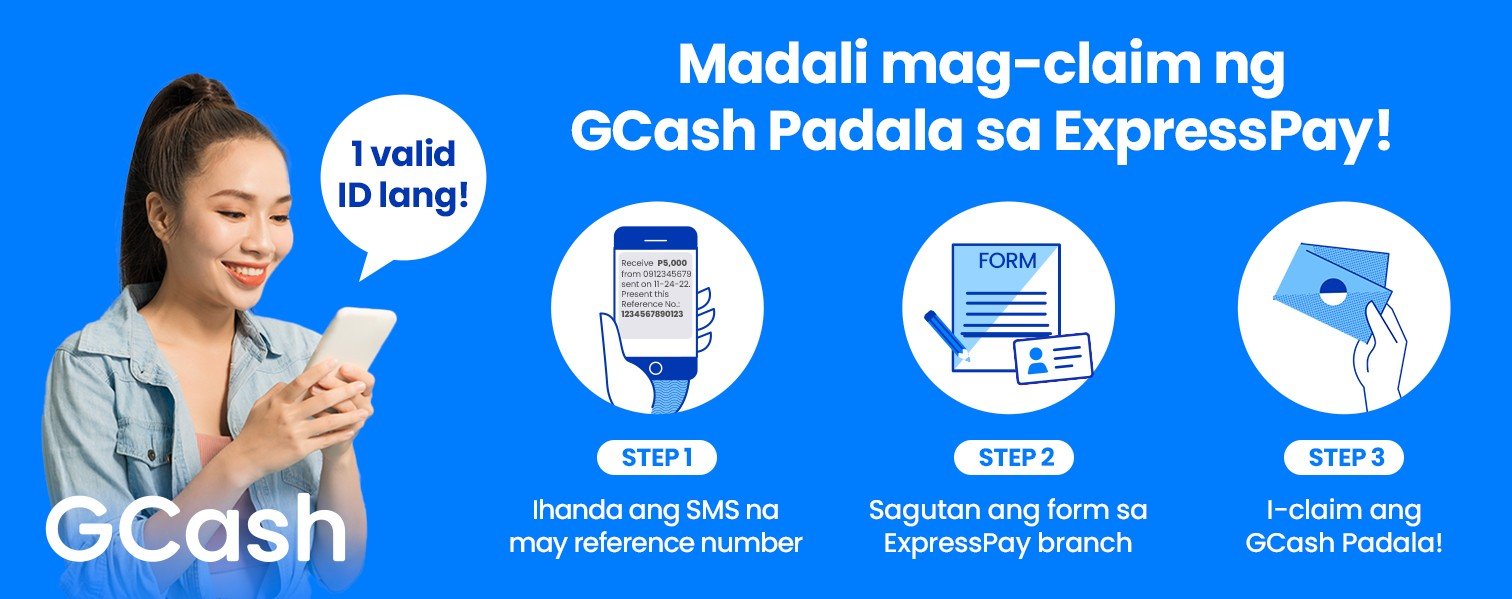 Madali mag-claim ng
GCash Padala sa ExpressPay!
1 valid
ID lang!
Receive P5,000
from 0912345679
sent on 11-24-22.
Present this
Reference No.:
1234567890123
FORM
STEP 1
Ihanda ang SMS na
may reference number
STEP 2
Sagutan ang form sa
ExpressPay branch
STEP 3
I-claim ang
GCash Padala!
GCash